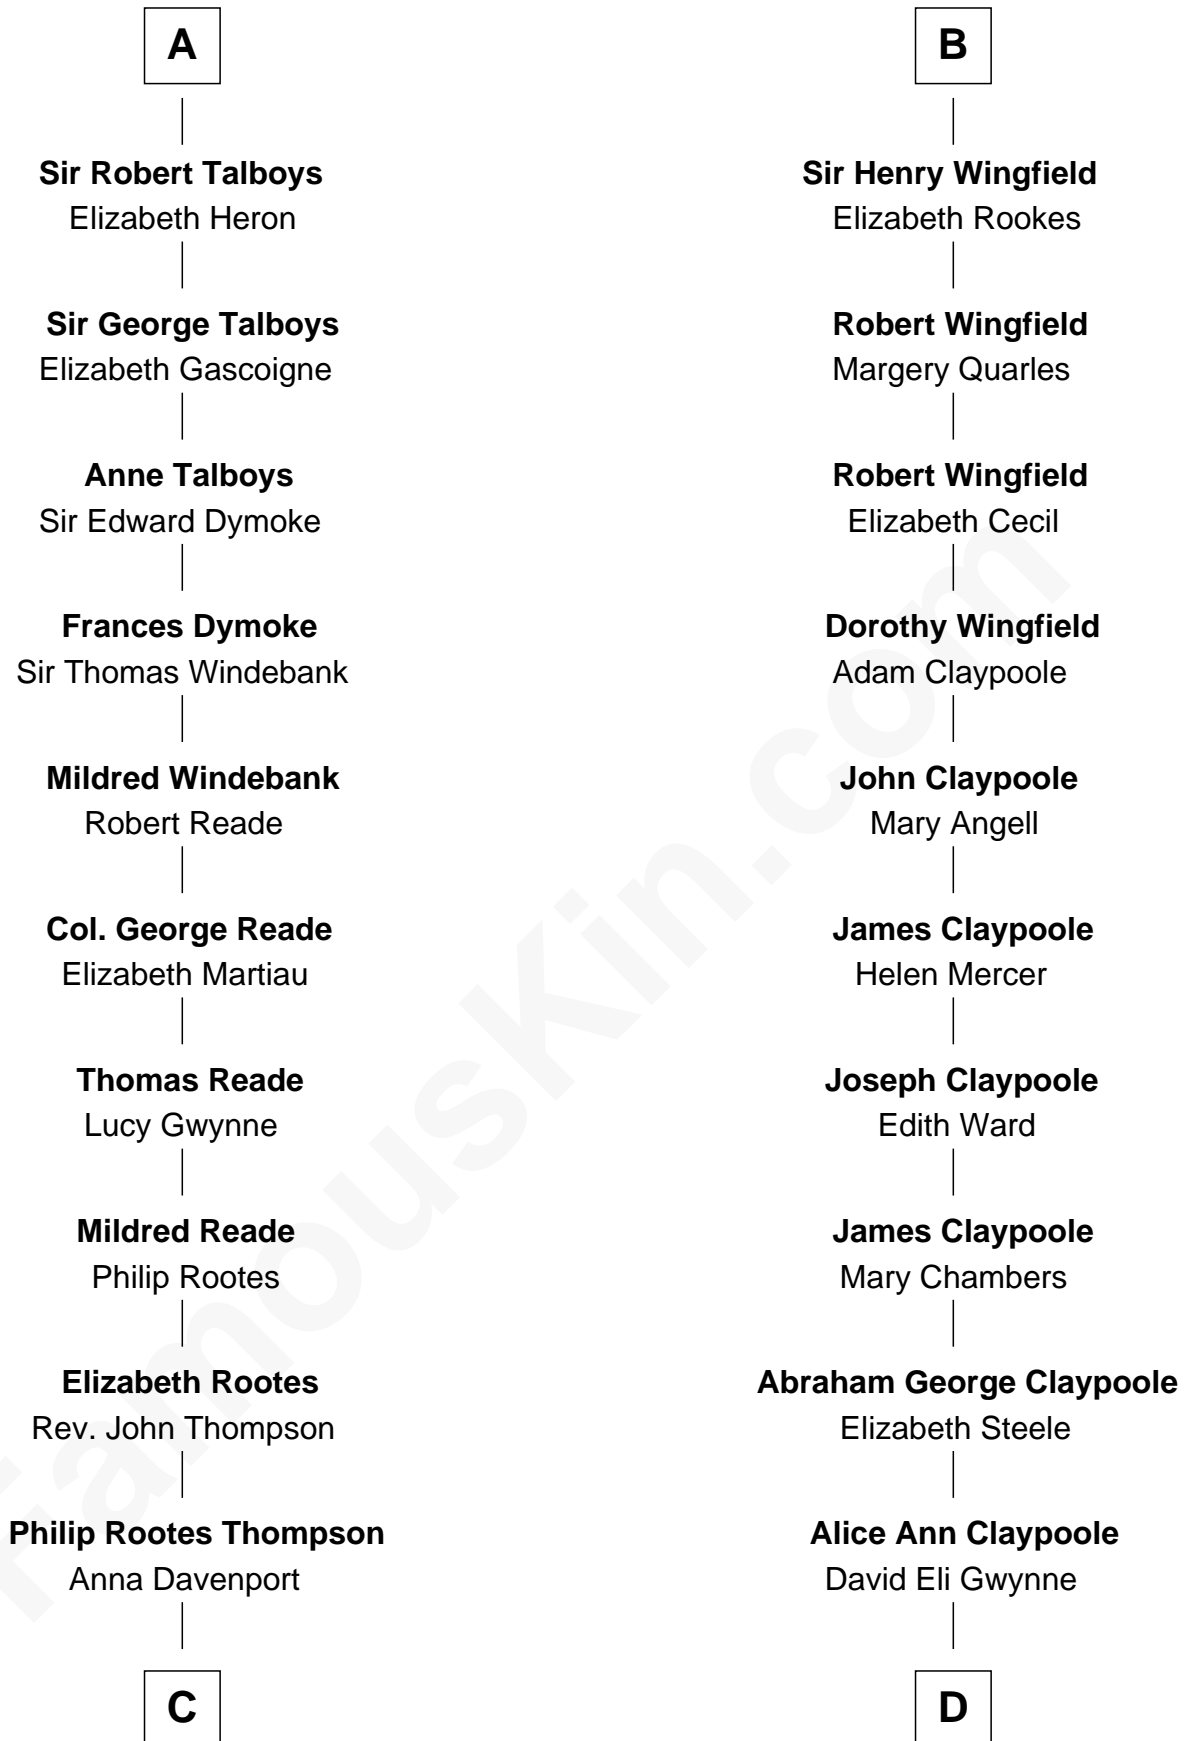 A
Sir Robert Talboys
Elizabeth Heron
Sir George Talboys
Elizabeth Gascoigne
Anne Talboys
Sir Edward Dymoke
Frances Dymoke
Sir Thomas Windebank
Mildred Windebank
Robert Reade
Col. George Reade
Elizabeth Martiau
Thomas Reade
Lucy Gwynne
Mildred Reade
Philip Rootes
Elizabeth Rootes
Rev. John Thompson
Philip Rootes Thompson
Anna Davenport
C
B
Sir Henry Wingfield
Elizabeth Rookes
Robert Wingfield
Margery Quarles
Robert Wingfield
Elizabeth Cecil
Dorothy Wingfield
Adam Claypoole
John Claypoole
Mary Angell
James Claypoole
Helen Mercer
Joseph Claypoole
Edith Ward
James Claypoole
Mary Chambers
Abraham George Claypoole
Elizabeth Steele
Alice Ann Claypoole
David Eli Gwynne
D
FamousKin.com